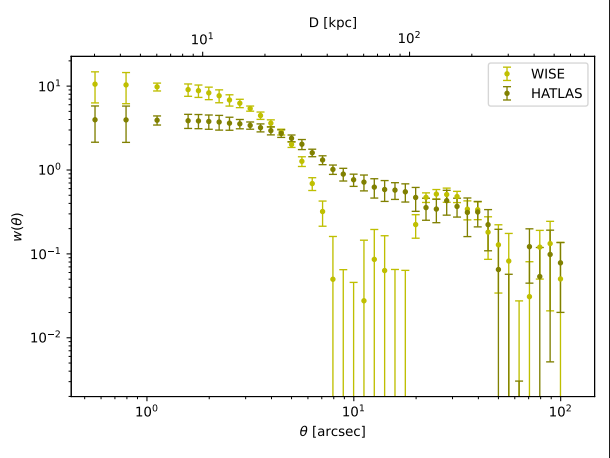 D [kpc]
10¹ 10²
WISE
HATLAS
10¹
10⁰
10⁻¹
10⁻²
w(θ)
10⁰ 10¹ 10²
θ [arcsec]